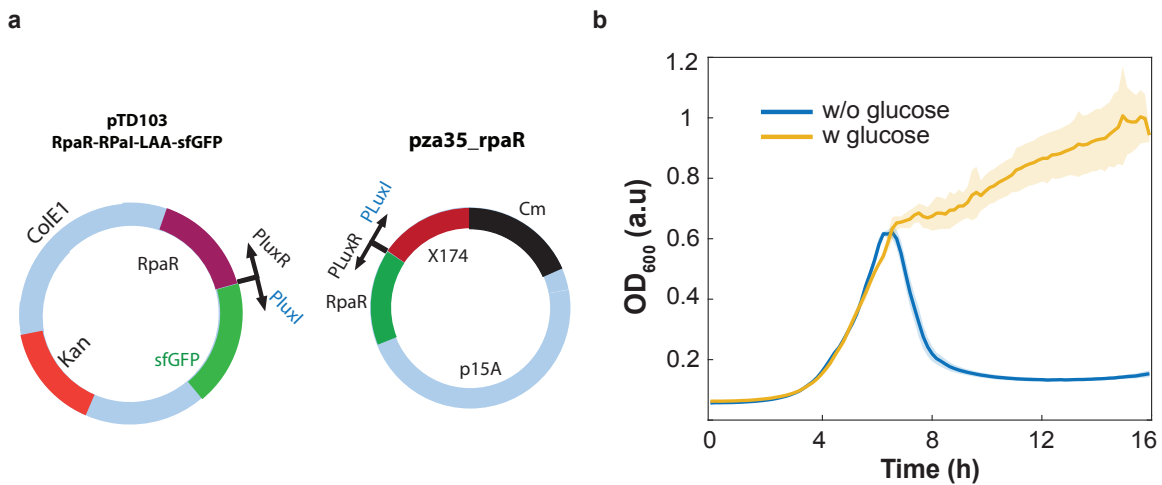 a
pTD103
RpaR-RPaI-LAA-sfGFP
ColE1
RpaR
PluxR
PluxI
sfGFP
Kan
pza35_rpaR
PLuxI
PLuxR
Cm
X174
RpaR
p15A
b
1.2
1
0.8
0.6
0.4
0.2
OD600 (a.u)
w/o glucose
w glucose
0
4
8
12
16
Time (h)